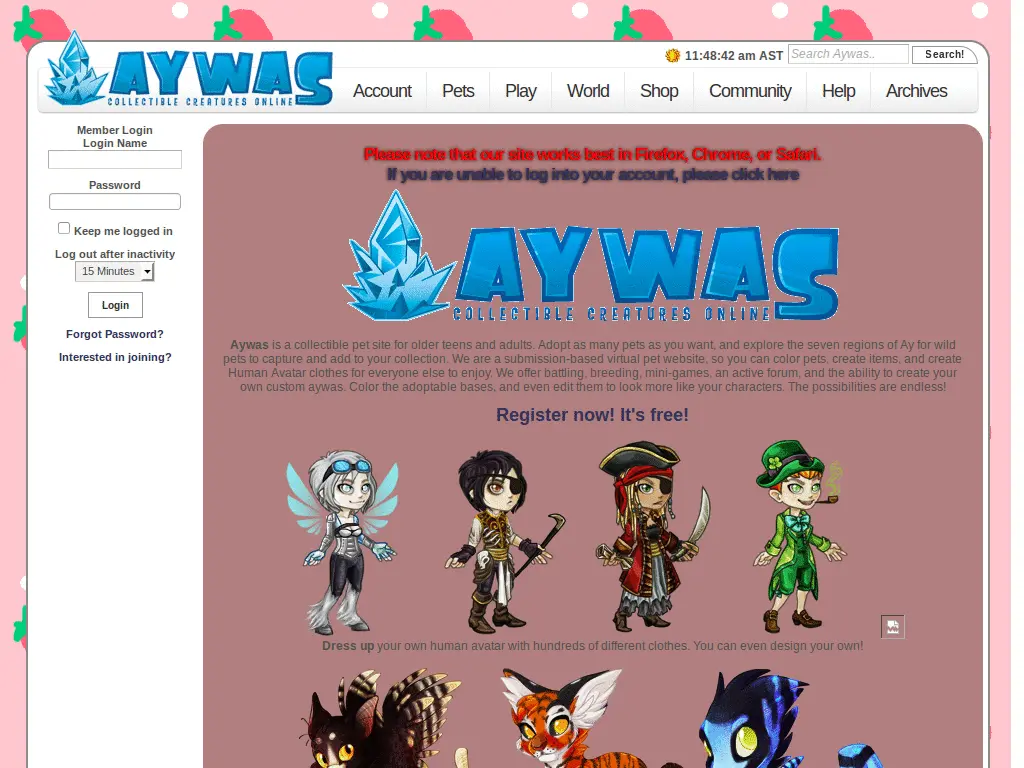 AYWAS
COLLECTIBLE CREATURES ONLINE
11:48:42 am AST
Search Aywas..
Search!
Account
Pets
Play
World
Shop
Community
Help
Archives
Member Login
Login Name
Password
Keep me logged in
Log out after inactivity
15 Minutes
Login
Forgot Password?
Interested in joining?
Please note that our site works best in Firefox, Chrome, or Safari.
If you are unable to log into your account, please click here
AYWAS
COLLECTIBLE CREATURES ONLINE
Aywas is a collectible pet site for older teens and adults. Adopt as many pets as you want, and explore the seven regions of Ay for wild
pets to capture and add to your collection. We are a submission-based virtual pet website, so you can color pets, create items, and create
Human Avatar clothes for everyone else to enjoy. We offer battling, breeding, mini-games, an active forum, and the ability to create your
own custom aywas. Color the adoptable bases, and even edit them to look more like your characters. The possibilities are endless!
Register now! It's free!
Dress up your own human avatar with hundreds of different clothes. You can even design your own!